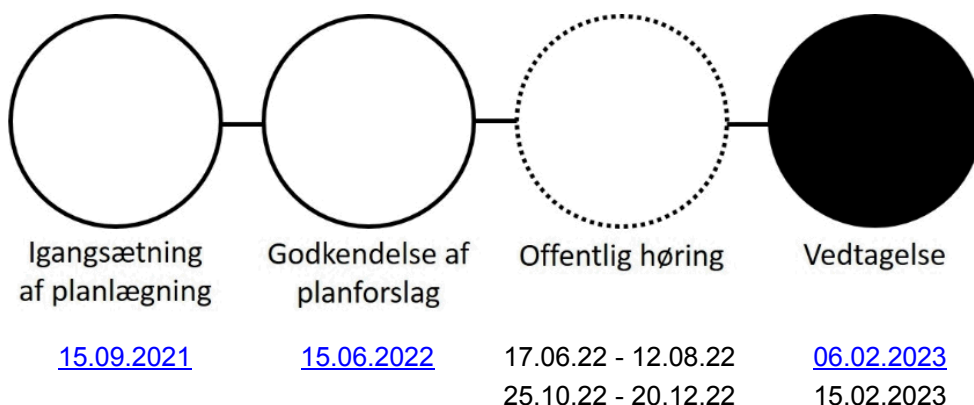 Igangsætning
af planlægning
Godkendelse af
planforslag
Offentlig høring
Vedtagelse
15.09.2021
15.06.2022
17.06.22 - 12.08.22
25.10.22 - 20.12.22
06.02.2023
15.02.2023